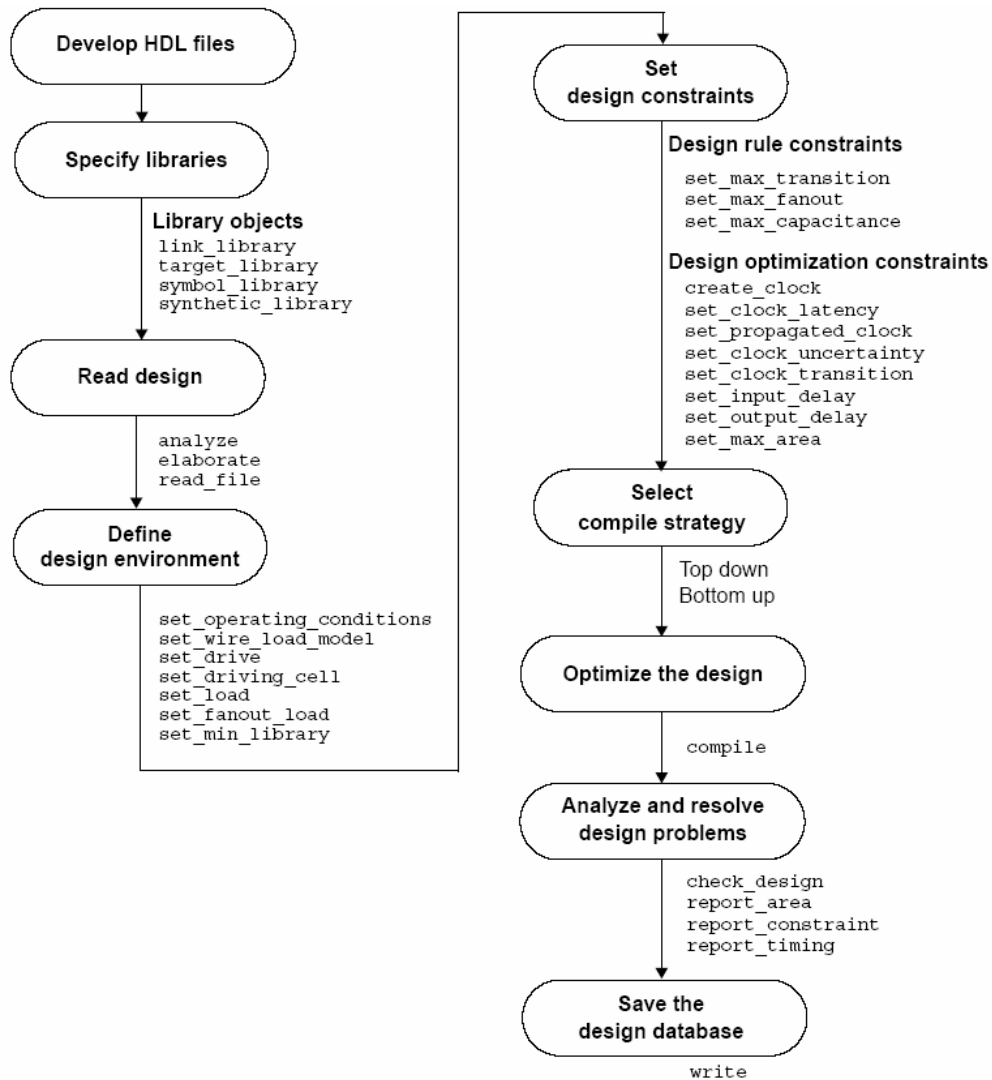 Develop HDL files
Specify libraries
Library objects
link_library
target_library
symbol_library
synthetic_library
Read design
analyze
elaborate
read_file
Define
design environment
set_operating_conditions
set_wire_load_model
set_drive
set_driving_cell
set_load
set_fanout_load
set_min_library
Set
design constraints
Design rule constraints
set_max_transition
set_max_fanout
set_max_capacitance
Design optimization constraints
create_clock
set_clock_latency
set_propagated_clock
set_clock_uncertainty
set_clock_transition
set_input_delay
set_output_delay
set_max_area
Select
compile strategy
Top down
Bottom up
Optimize the design
compile
Analyze and resolve
design problems
check_design
report_area
report_constraint
report_timing
Save the
design database
write